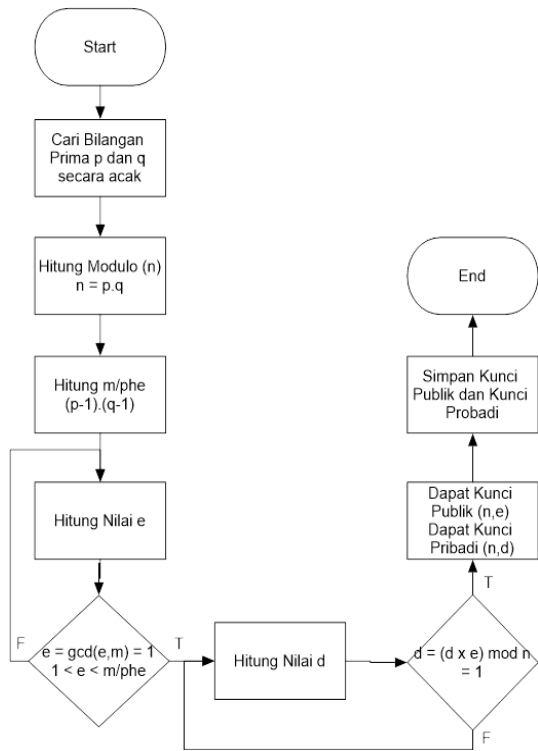 Start
Cari Bilangan
Prima p dan q
secara acak
Hitung Modulo (n)
n = p.q
Hitung m/phe
(p-1).(q-1)
Hitung Nilai e
e = gcd(e,m) = 1
1 < e < m/phe
F
T
Hitung Nilai d
d = (d x e) mod n
= 1
T
F
Dapat Kunci
Publik (n,e)
Dapat Kunci
Pribadi (n,d)
Simpan Kunci
Publik dan Kunci
Probadi
End